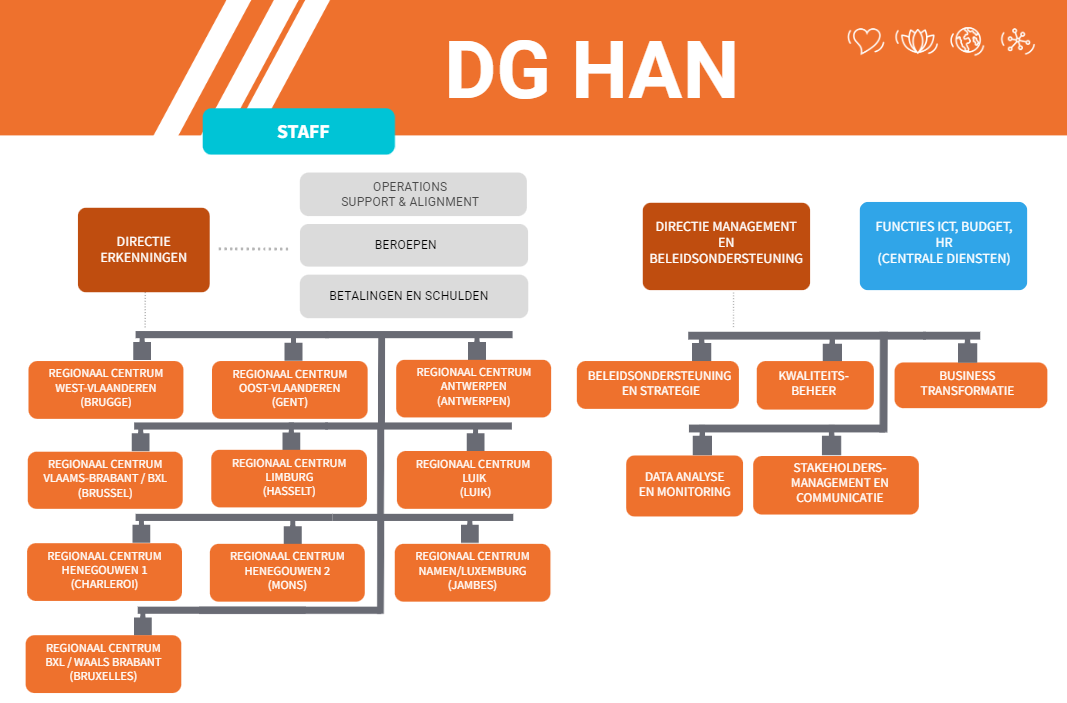 DG HAN
STAFF
OPERATIONS
SUPPORT & ALIGNMENT
DIRECTIE
ERKENNINGEN
BEROEPEN
BETALINGEN EN SCHULDEN
REGIONAAL CENTRUM
WEST-VLAANDEREN
(BRUGGE)
REGIONAAL CENTRUM
OOST-VLAANDEREN
(GENT)
REGIONAAL CENTRUM
ANTWERPEN
(ANTWERPEN)
REGIONAAL CENTRUM
VLAAMS-BRABANT / BXL
(BRUSSEL)
REGIONAAL CENTRUM
LIMBURG
(HASSELT)
REGIONAAL CENTRUM
LUIK
(LUIK)
REGIONAAL CENTRUM
HENEGOUWEN 1
(CHARLEROI)
REGIONAAL CENTRUM
HENEGOUWEN 2
(MONS)
REGIONAAL CENTRUM
NAMEN/LUXEMBURG
(JAMBES)
REGIONAAL CENTRUM
BXL / WAALS BRABANT
(BRUXELLES)
DIRECTIE MANAGEMENT
EN
BELEIDSONDERSTEUNING
FUNCTIES ICT, BUDGET,
HR
(CENTRALE DIENSTEN)
BELEIDSONDERSTEUNING
EN STRATEGIE
KWALITEITS-
BEHEER
BUSINESS
TRANSFORMATIE
DATA ANALYSE
EN MONITORING
STAKEHOLDERS-
MANAGEMENT EN
COMMUNICATIE